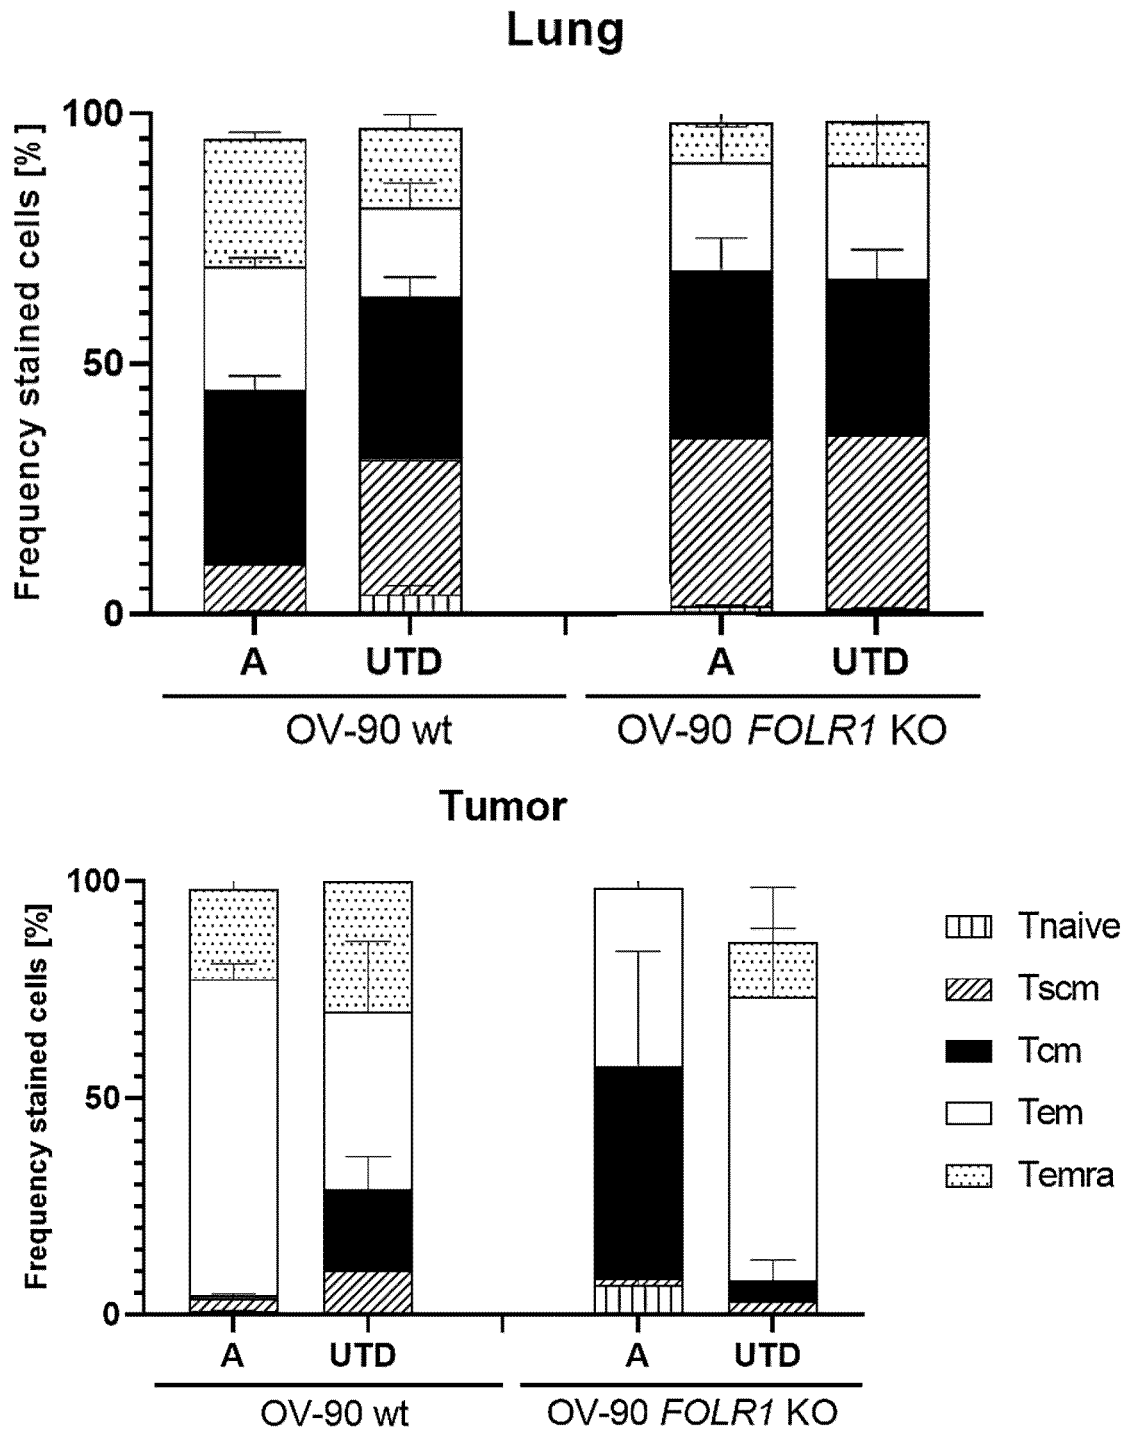 Lung
Frequency stained cells [%]
100
50
0
A UTD A UTD
OV-90 wt OV-90 FOLR1 KO
Tumor
Frequency stained cells [%]
100
50
0
A UTD A UTD
OV-90 wt OV-90 FOLR1 KO
Tnaive
Tscm
Tcm
Tem
Temra